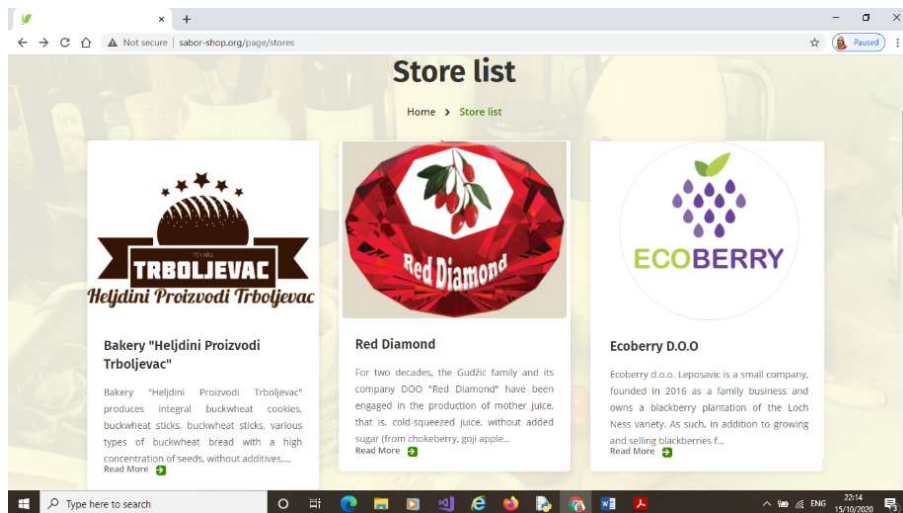 Not secure | sabor-shop.org/page/stores
Paused
Store list
Home > Store list
TRBOLJEVAC
Heljdini Proizvodi Trboljevac
Bakery "Heljdini Proizvodi
Trboljevac"
Bakery "Heljdini Proizvodi Trboljevac"
produces integral buckwheat cookies,
buckwheat sticks, buckwheat sticks, various
types of buckwheat bread with a high
concentration of seeds, without additives,...
Read More
Red Diamond
Red Diamond
For two decades, the Gudžić family and its
company DOO "Red Diamond" have been
engaged in the production of mother juice,
that is, cold-squeezed juice, without added
sugar (from chokeberry, goji apple...
Read More
ECOBERRY
Ecoberry D.O.O
Ecoberry d.o.o. Leposavic is a small company,
founded in 2016 as a family business and
owns a blackberry plantation of the Loch
Ness variety. As such, in addition to growing
and selling blackberries f...
Read More
Type here to search
ENG
22:14
15/10/2020